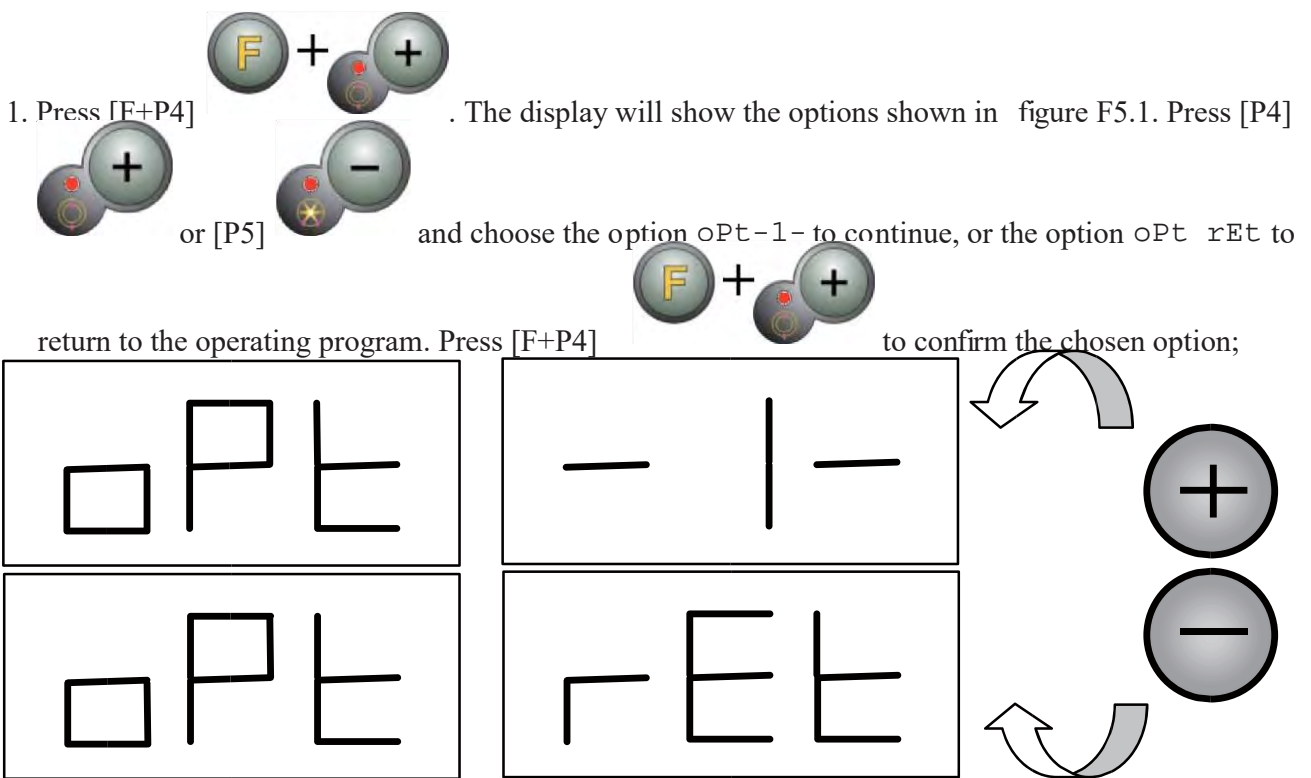 F + +
1. Press [F+P4] . The display will show the options shown in figure F5.1. Press [P4]
+ −
or [P5] and choose the option oPt-1- to continue, or the option oPt rEt to
F + +
return to the operating program. Press [F+P4] to confirm the chosen option;
oPt - 1 -
+
oPt rEt
−